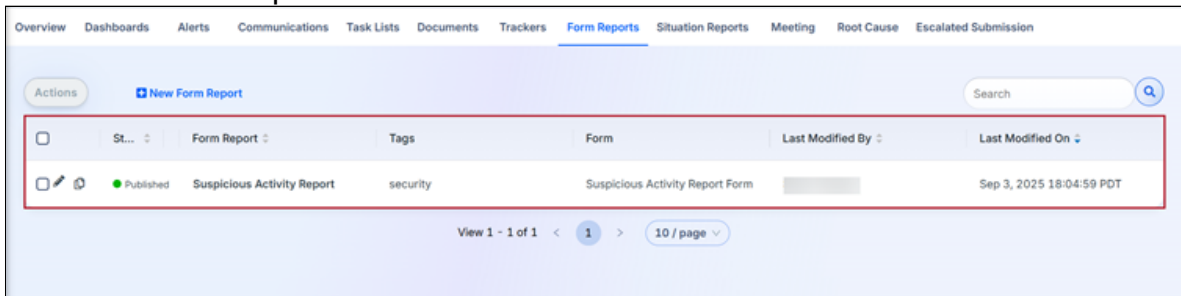 Overview Dashboards Alerts Communications Task Lists Documents Trackers Form Reports Situation Reports Meeting Root Cause Escalated Submission
Actions New Form Report Search
St... Form Report Tags Form Last Modified By Last Modified On
Published Suspicious Activity Report security Suspicious Activity Report Form Sep 3, 2025 18:04:59 PDT
View 1 - 1 of 1 < 1 > 10 / page